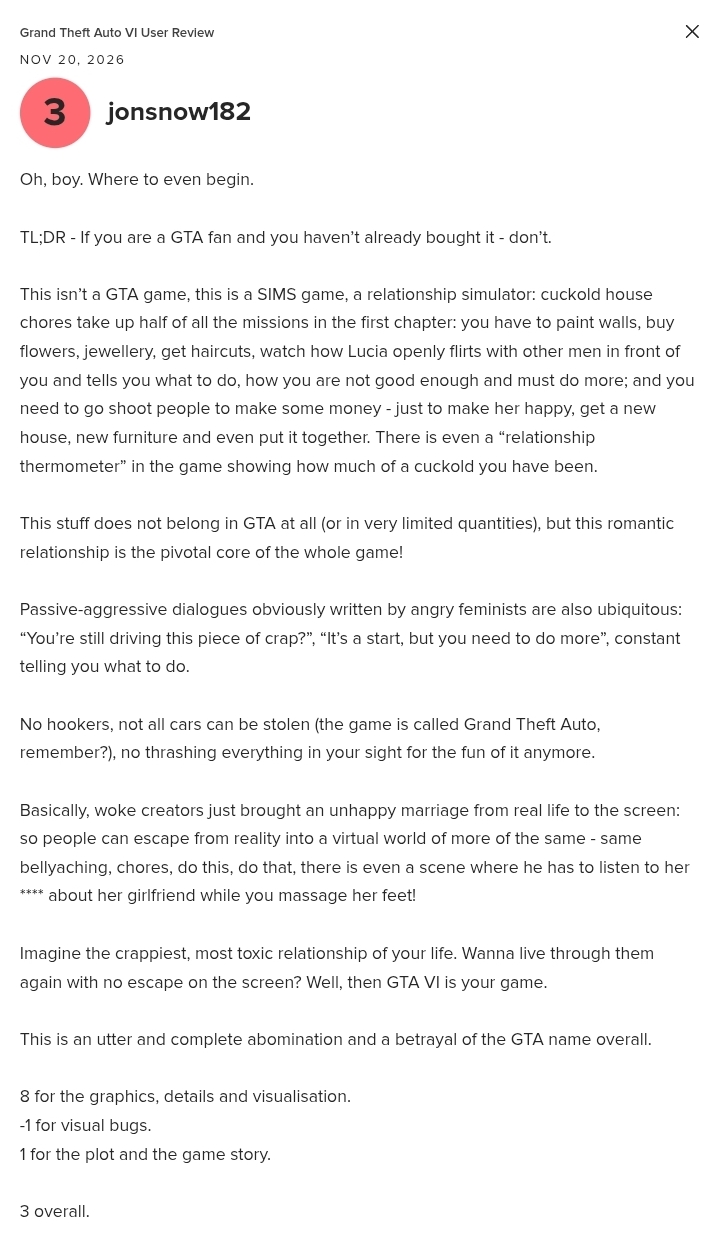 Grand Theft Auto VI User Review
NOV 20, 2026
3
jonsnow182
Oh, boy. Where to even begin.
TL;DR - If you are a GTA fan and you haven’t already bought it - don’t.
This isn’t a GTA game, this is a SIMS game, a relationship simulator: cuckold house
chores take up half of all the missions in the first chapter: you have to paint walls, buy
flowers, jewellery, get haircuts, watch how Lucia openly flirts with other men in front of
you and tells you what to do, how you are not good enough and must do more; and you
need to go shoot people to make some money - just to make her happy, get a new
house, new furniture and even put it together. There is even a “relationship
thermometer” in the game showing how much of a cuckold you have been.
This stuff does not belong in GTA at all (or in very limited quantities), but this romantic
relationship is the pivotal core of the whole game!
Passive-aggressive dialogues obviously written by angry feminists are also ubiquitous:
“You’re still driving this piece of crap?”, “It’s a start, but you need to do more”, constant
telling you what to do.
No hookers, not all cars can be stolen (the game is called Grand Theft Auto,
remember?), no thrashing everything in your sight for the fun of it anymore.
Basically, woke creators just brought an unhappy marriage from real life to the screen:
so people can escape from reality into a virtual world of more of the same - same
bellyaching, chores, do this, do that, there is even a scene where he has to listen to her
**** about her girlfriend while you massage her feet!
Imagine the crappiest, most toxic relationship of your life. Wanna live through them
again with no escape on the screen? Well, then GTA VI is your game.
This is an utter and complete abomination and a betrayal of the GTA name overall.
8 for the graphics, details and visualisation.
-1 for visual bugs.
1 for the plot and the game story.
3 overall.